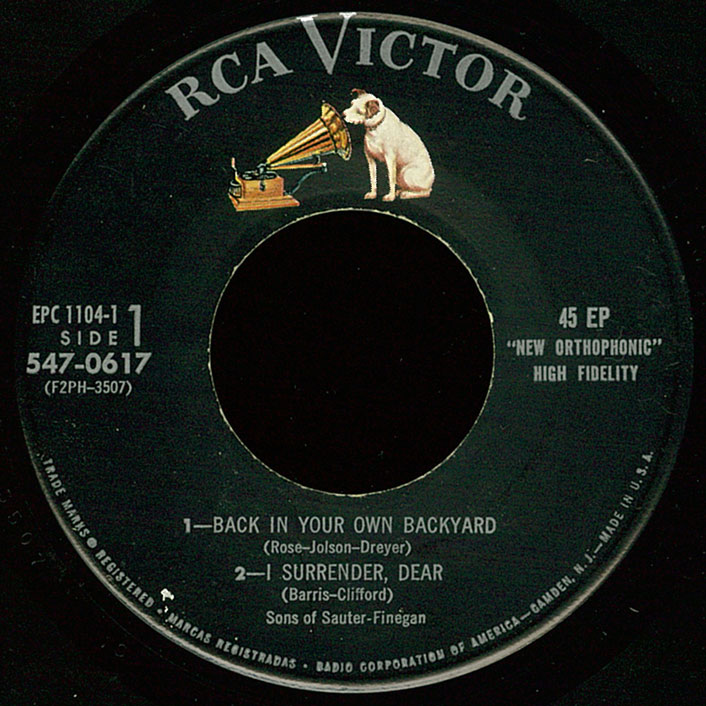 RCA VICTOR
EPC 1104-1
SIDE 1
547-0617
(F2PH-3507)
45 EP
"NEW ORTHOPHONIC"
HIGH FIDELITY
1—BACK IN YOUR OWN BACKYARD
(Rose-Jolson-Dreyer)
2—I SURRENDER, DEAR
(Barris-Clifford)
Sons of Sauter-Finegan
TRADE MARKS ● REGISTERED • MARCAS REGISTRADAS • RADIO CORPORATION OF AMERICA—CAMDEN, N. J.—MADE IN U.S.A.